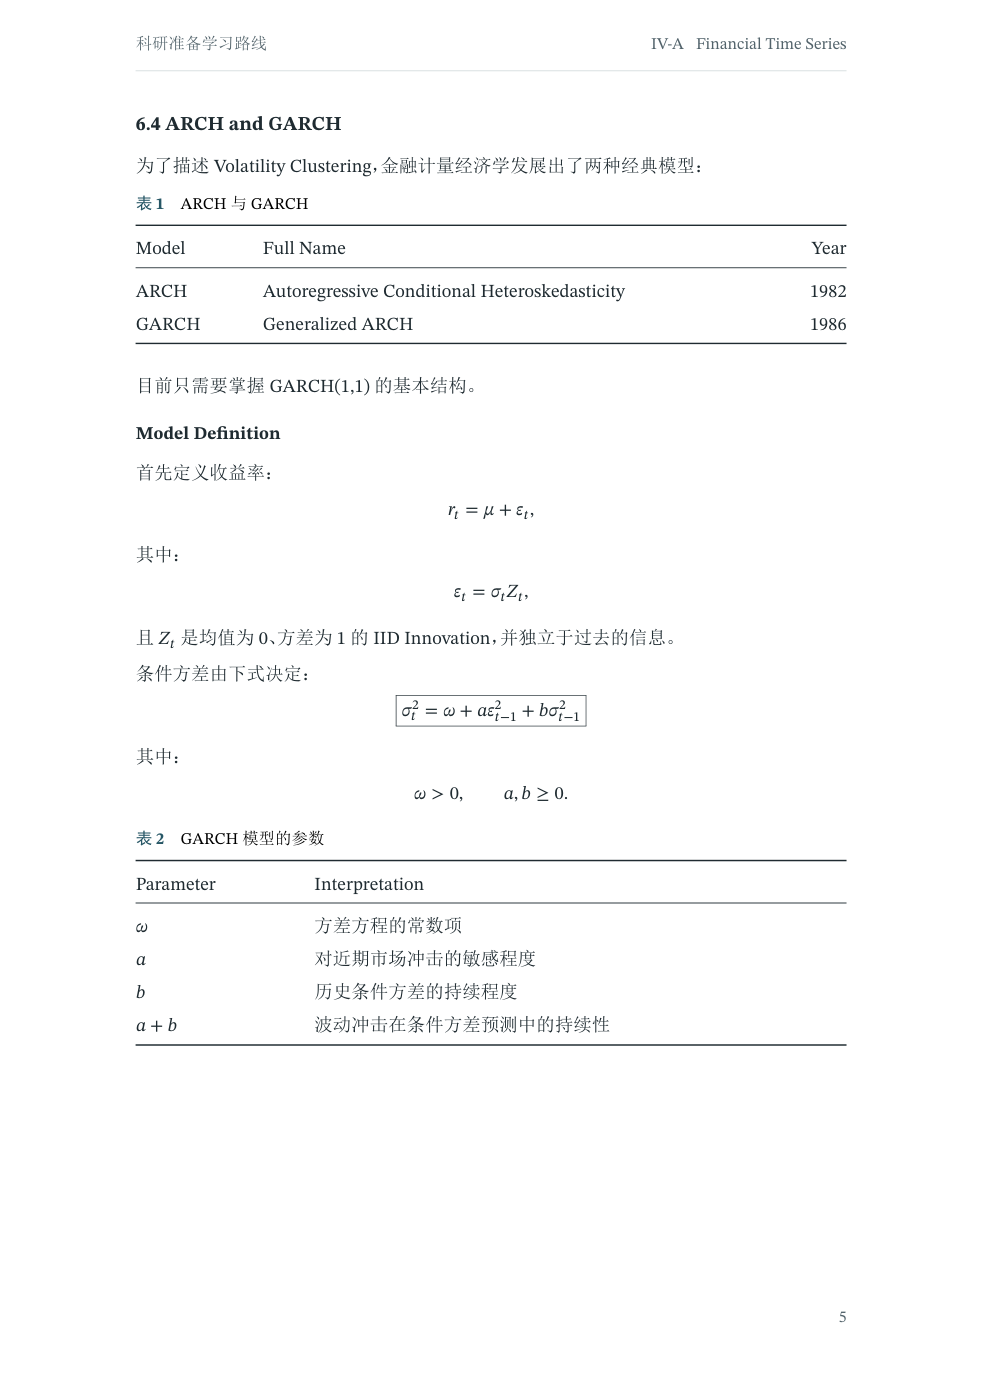 科研准备学习路线 IV-A Financial Time Series
6.4 ARCH and GARCH
为了描述 Volatility Clustering，金融计量经济学发展出了两种经典模型：
表 1 ARCH 与 GARCH
Model Full Name Year
ARCH Autoregressive Conditional Heteroskedasticity 1982
GARCH Generalized ARCH 1986
目前只需要掌握 GARCH(1,1) 的基本结构。
Model Definition
首先定义收益率：
r_t = μ + ε_t,
其中：
ε_t = σ_t Z_t,
且 Z_t 是均值为 0、方差为 1 的 IID Innovation，并独立于过去的信息。
条件方差由下式决定：
σ_t^2 = ω + aε_{t−1}^2 + bσ_{t−1}^2
其中：
ω > 0, a, b ≥ 0.
表 2 GARCH 模型的参数
Parameter Interpretation
ω 方差方程的常数项
a 对近期市场冲击的敏感程度
b 历史条件方差的持续程度
a + b 波动冲击在条件方差预测中的持续性
5